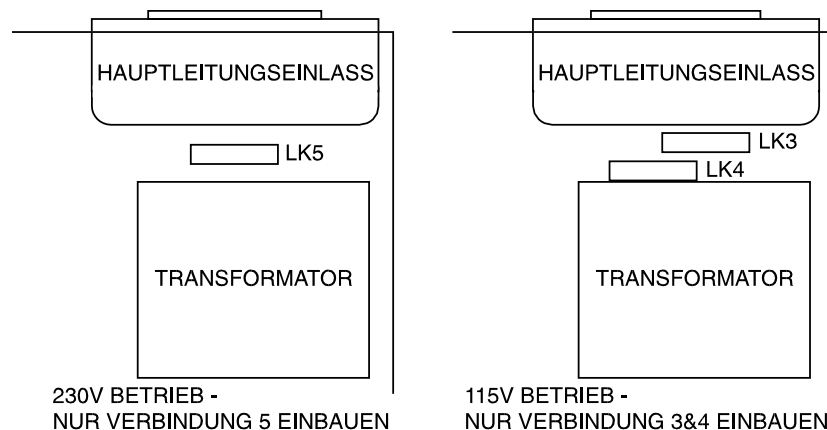 HAUPTLEITUNGSEINLASS
LK5
TRANSFORMATOR
230V BETRIEB -
NUR VERBINDUNG 5 EINBAUEN
HAUPTLEITUNGSEINLASS
LK3
LK4
TRANSFORMATOR
115V BETRIEB -
NUR VERBINDUNG 3&4 EINBAUEN